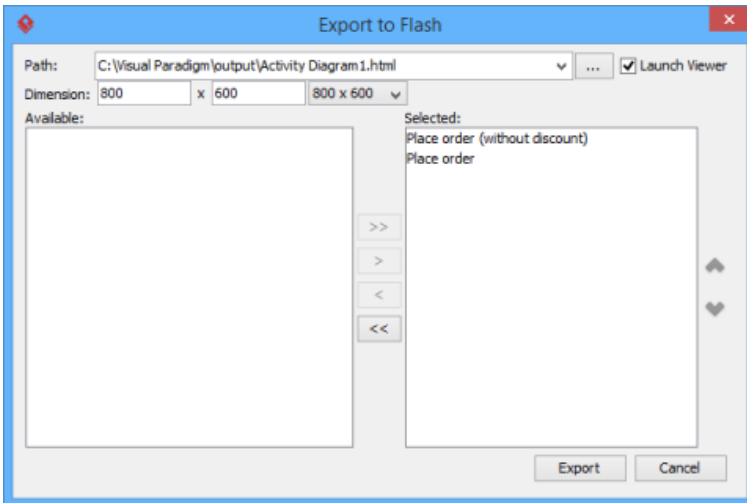 Export to Flash
Path: C:\Visual Paradigm\output\Activity Diagram1.html ... Launch Viewer
Dimension: 800 x 600 800 x 600
Available: Selected:
Place order (without discount)
Place order
>>
>
<
<<
Export Cancel